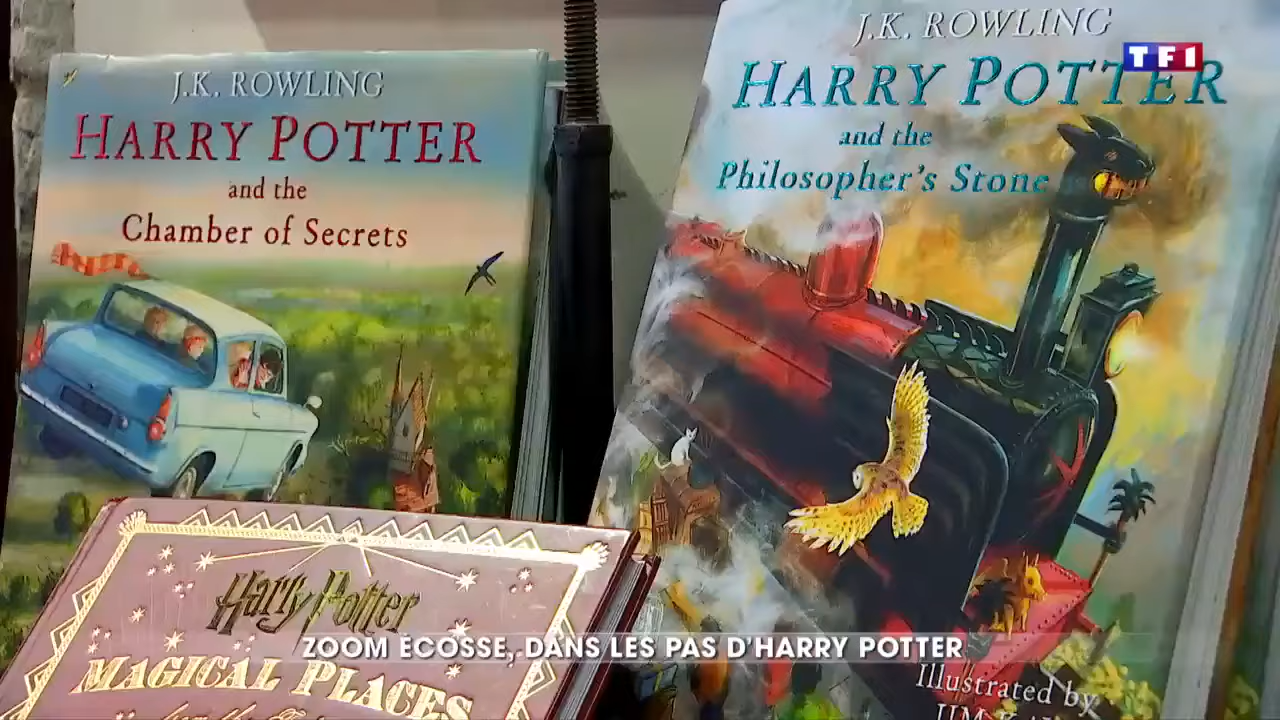 J.K. ROWLING
HARRY POTTER
and the
Chamber of Secrets
J.K. ROWLING
HARRY POTTER
and the
Philosopher's Stone
Illustrated by
JIM
TF1
Harry Potter
MAGICAL PLACES
ZOOM ÉCOSSE, DANS LES PAS D'HARRY POTTER